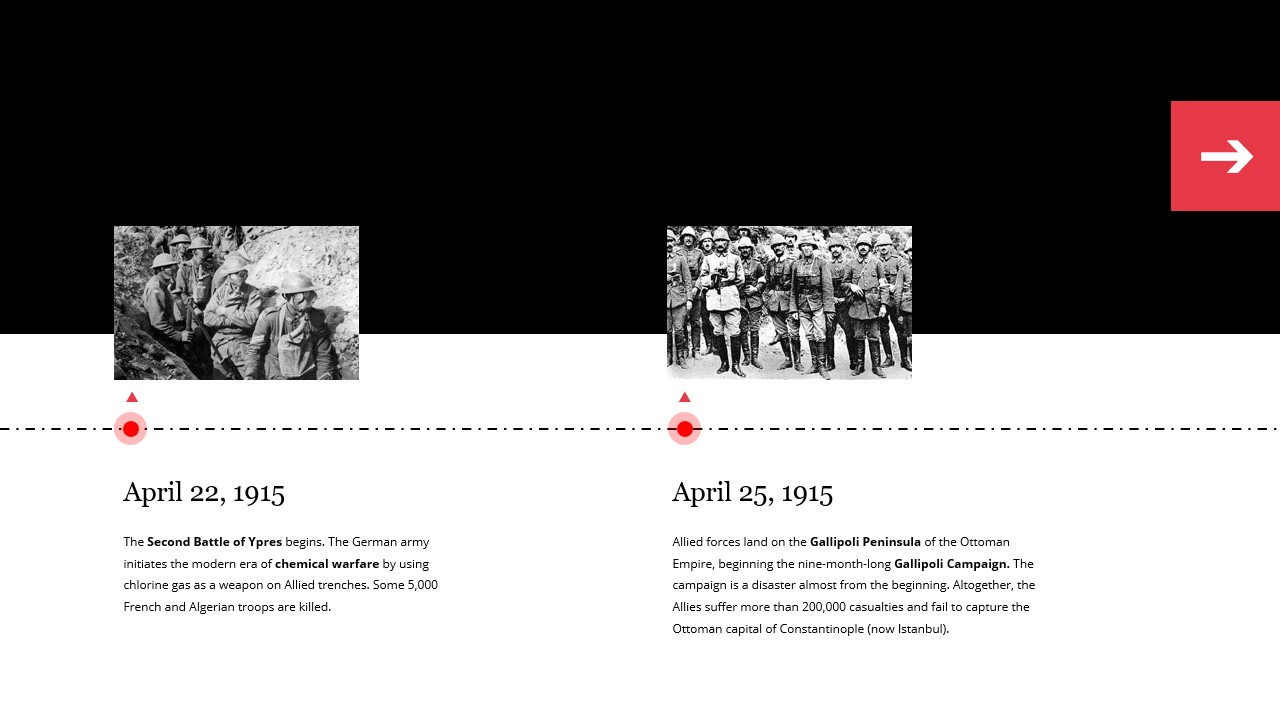 April 22, 1915
The Second Battle of Ypres begins. The German army
initiates the modern era of chemical warfare by using
chlorine gas as a weapon on Allied trenches. Some 5,000
French and Algerian troops are killed.
April 25, 1915
Allied forces land on the Gallipoli Peninsula of the Ottoman
Empire, beginning the nine-month-long Gallipoli Campaign. The
campaign is a disaster almost from the beginning. Altogether, the
Allies suffer more than 200,000 casualties and fail to capture the
Ottoman capital of Constantinople (now Istanbul).